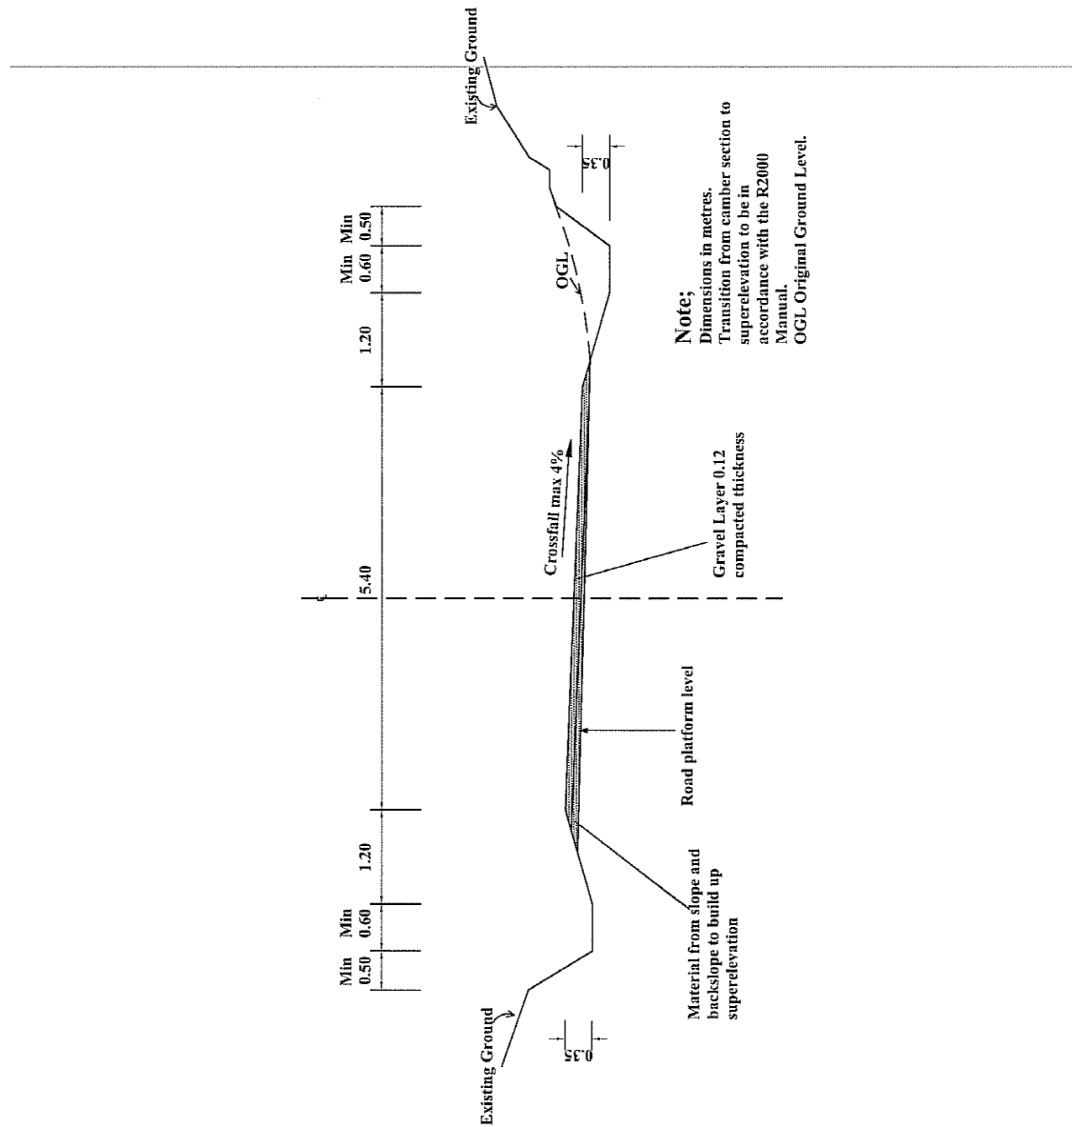 Existing Ground
Min
0.50
Min
0.60
1.20
5.40
1.20
Min
0.60
Min
0.50
Existing Ground
0.35
0.35
OGL
Crossfall max 4%
Material from slope and
backslope to build up
superelevation
Road platform level
Gravel Layer 0.12
compacted thickness
Note;
Dimensions in metres.
Transition from camber section to
superelevation to be in
accordance with the R2000
Manual.
OGL Original Ground Level.